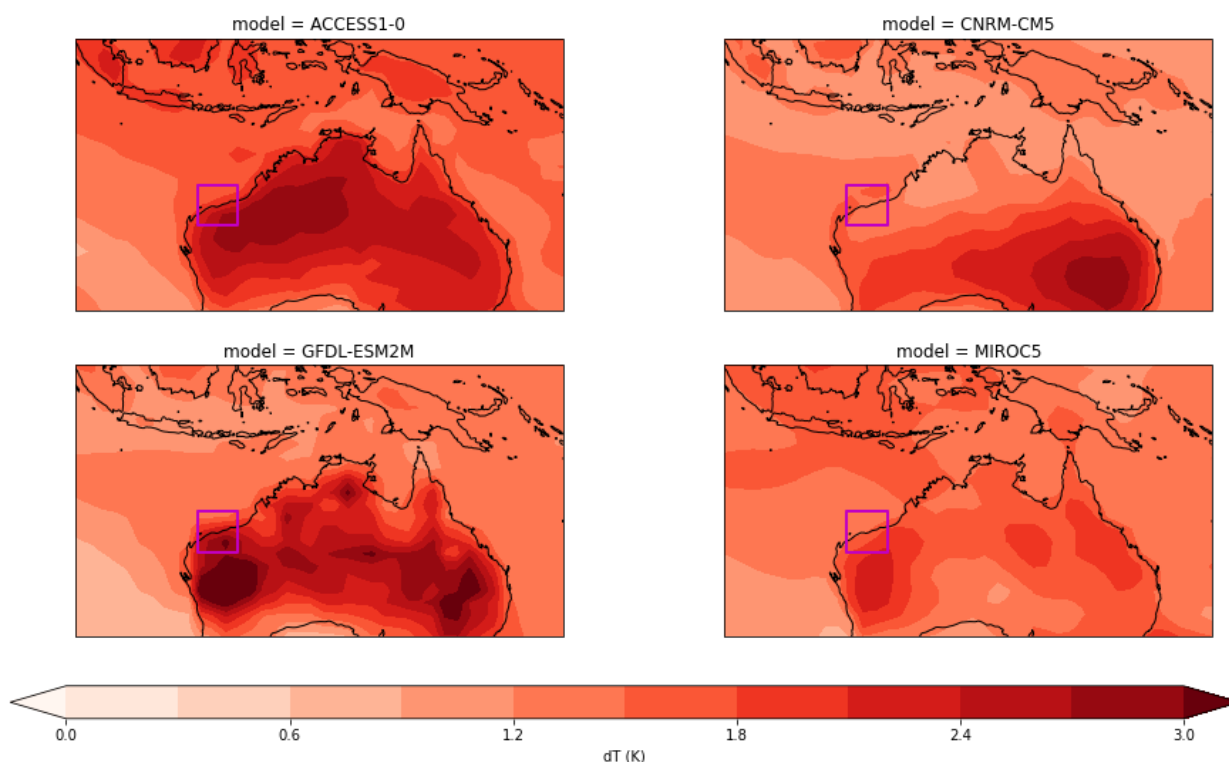 model = ACCESS1-0
model = CNRM-CM5
model = GFDL-ESM2M
model = MIROC5
0.0 0.6 1.2 1.8 2.4 3.0
dT (K)